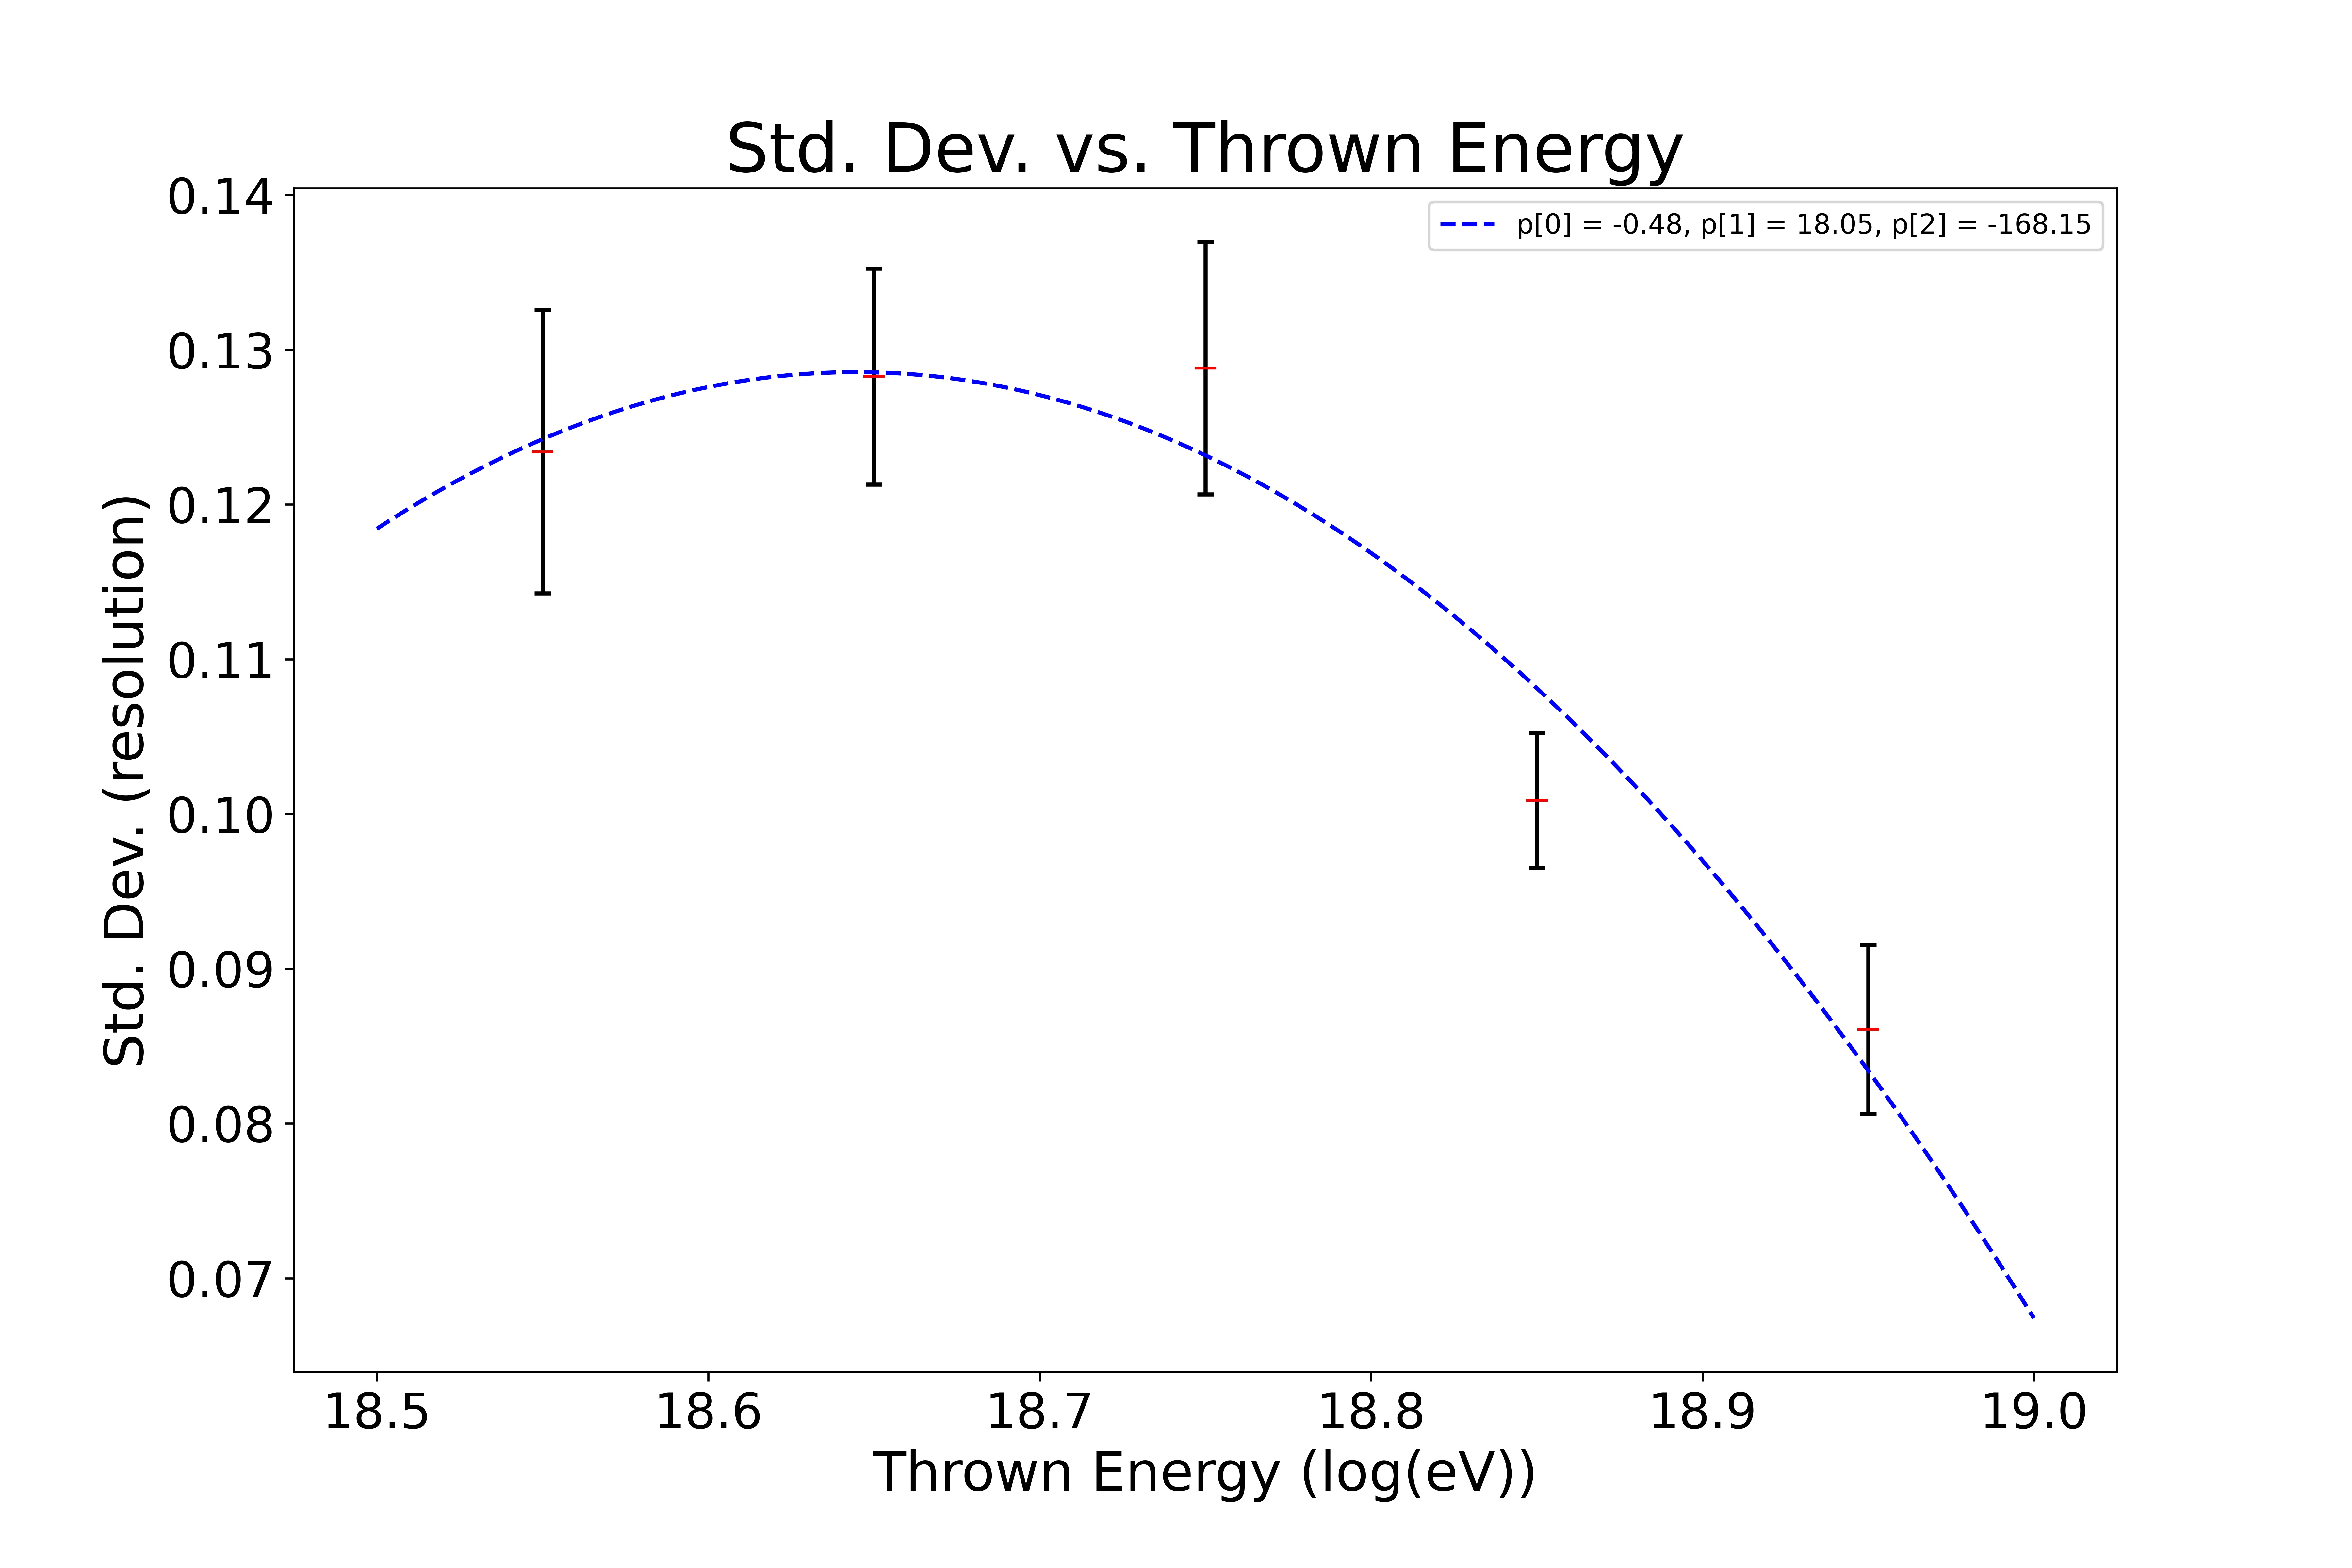 Std. Dev. vs. Thrown Energy
p[0] = -0.48, p[1] = 18.05, p[2] = -168.15
Std. Dev. (resolution)
0.14
0.13
0.12
0.11
0.10
0.09
0.08
0.07
18.5 18.6 18.7 18.8 18.9 19.0
Thrown Energy (log(eV))